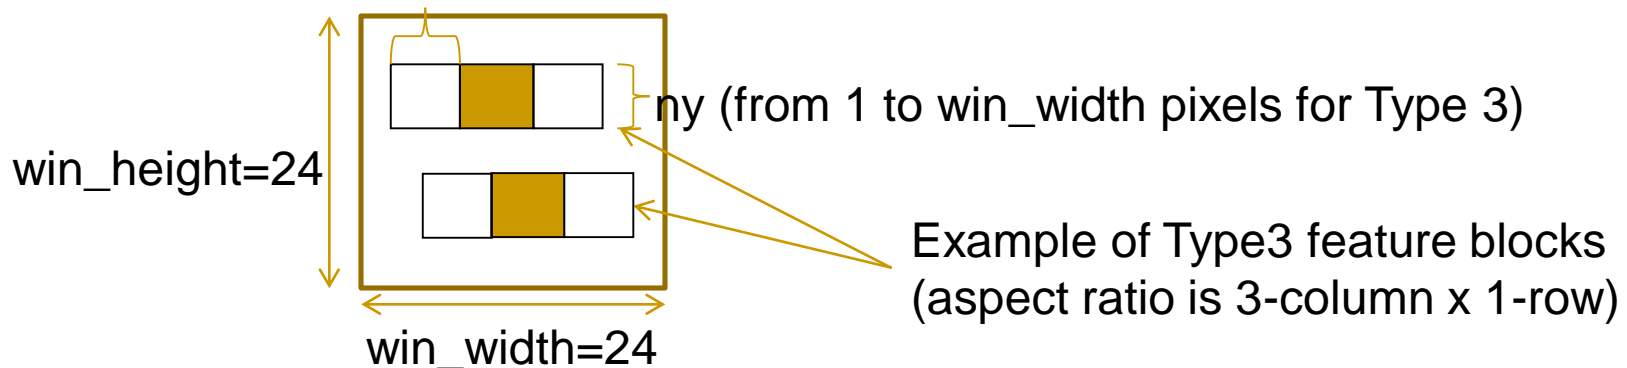 ny (from 1 to win_width pixels for Type 3)
win_height=24
Example of Type3 feature blocks
(aspect ratio is 3-column x 1-row)
win_width=24